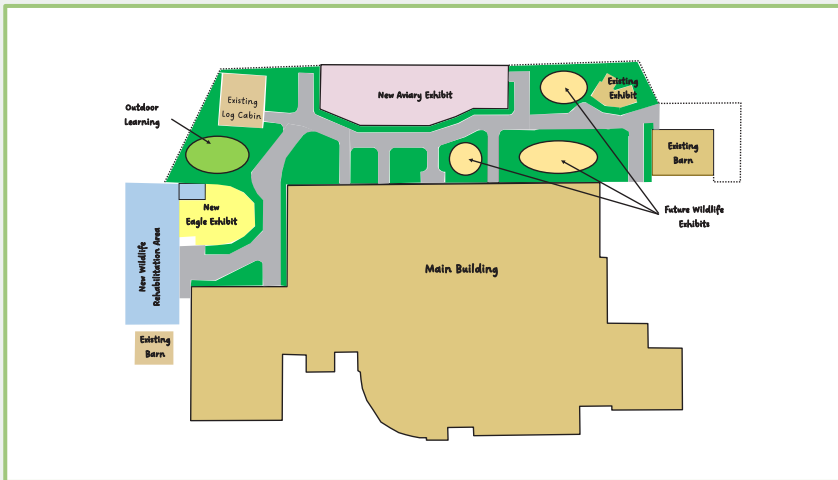 Existing
Log Cabin
New Aviary Exhibit
Existing
Exhibit
Outdoor
Learning
Existing
Barn
New
Eagle Exhibit
Future Wildlife
Exhibits
New Wildlife
Rehabilitation Area
Main Building
Existing
Barn